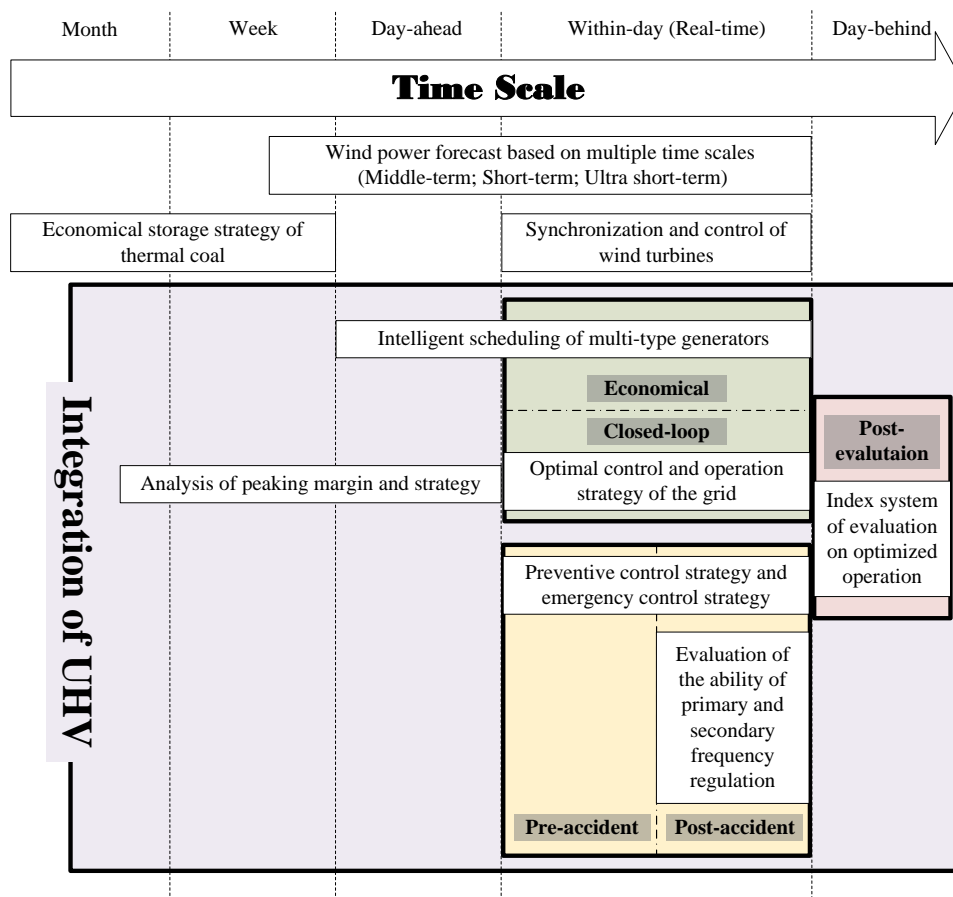 Month Week Day-ahead Within-day (Real-time) Day-behind
Time Scale
Wind power forecast based on multiple time scales
(Middle-term; Short-term; Ultra short-term)
Economical storage strategy of
thermal coal
Synchronization and control of
wind turbines
Integration of UHV
Intelligent scheduling of multi-type generators
Economical
Closed-loop
Analysis of peaking margin and strategy
Optimal control and operation
strategy of the grid
Post-
evalutaion
Index system
of evaluation
on optimized
operation
Preventive control strategy and
emergency control strategy
Evaluation of
the ability of
primary and
secondary
frequency
regulation
Pre-accident
Post-accident